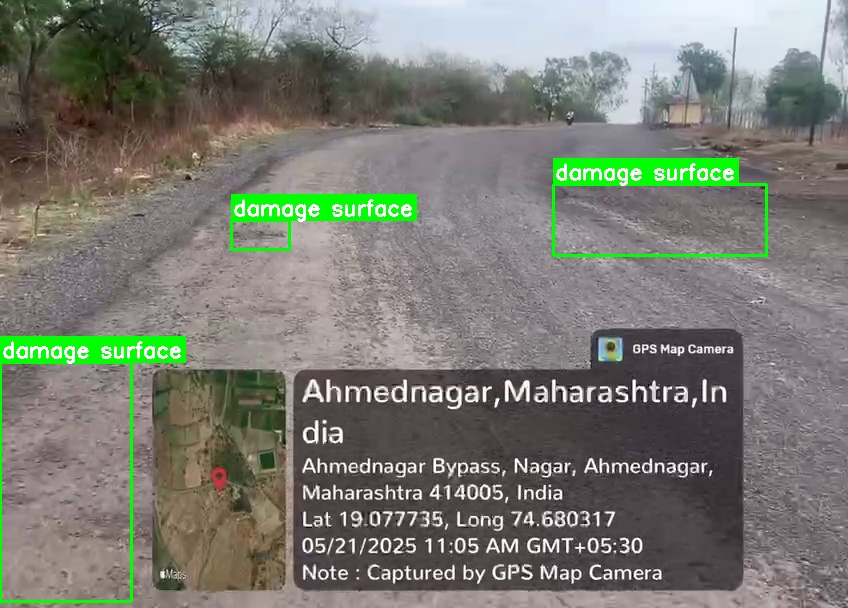 damage surface
damage surface
damage surface
GPS Map Camera
Ahmednagar,Maharashtra,In
dia
Ahmednagar Bypass, Nagar, Ahmednagar,
Maharashtra 414005, India
Lat 19.077735, Long 74.680317
05/21/2025 11:05 AM GMT+05:30
Note : Captured by GPS Map Camera
Maps